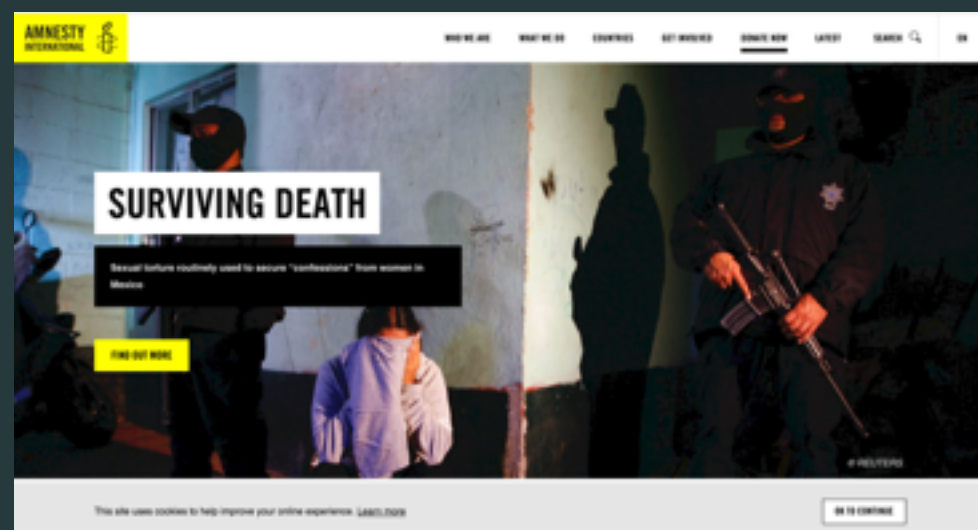 AMNESTY
INTERNATIONAL
WHO WE ARE
WHAT WE DO
COUNTRIES
GET INVOLVED
DONATE NOW
LATEST
SEARCH
EN
SURVIVING DEATH
Sexual torture routinely used to secure "confessions" from women in
Mexico
FIND OUT MORE
© REUTERS
This site uses cookies to help improve your online experience. Learn more
OK TO CONTINUE